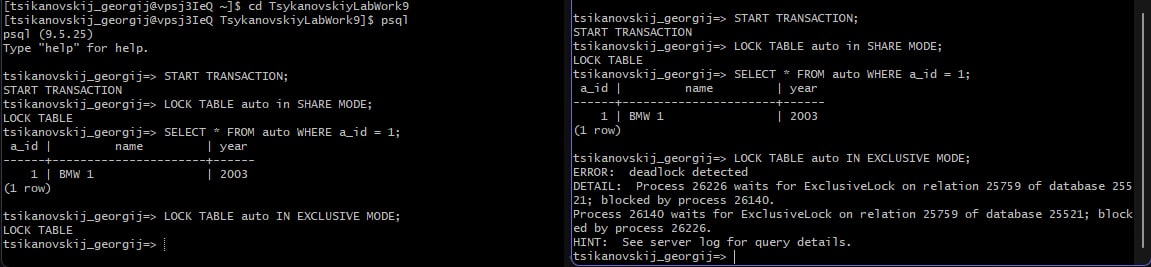 [tsikanovskij_georgij@vpsj3IeQ ~]$ cd TsykanovskiyLabWork9
[tsikanovskij_georgij@vpsj3IeQ TsykanovskiyLabWork9]$ psql
psql (9.5.25)
Type "help" for help.
tsikanovskij_georgij=> START TRANSACTION;
START TRANSACTION
tsikanovskij_georgij=> LOCK TABLE auto in SHARE MODE;
LOCK TABLE
tsikanovskij_georgij=> SELECT * FROM auto WHERE a_id = 1;
 a_id |         name          | year
------+-----------------------+------
    1 | BMW 1                 | 2003
(1 row)
tsikanovskij_georgij=> LOCK TABLE auto IN EXCLUSIVE MODE;
LOCK TABLE
tsikanovskij_georgij=>
tsikanovskij_georgij=> START TRANSACTION;
START TRANSACTION
tsikanovskij_georgij=> LOCK TABLE auto in SHARE MODE;
LOCK TABLE
tsikanovskij_georgij=> SELECT * FROM auto WHERE a_id = 1;
 a_id |         name          | year
------+-----------------------+------
    1 | BMW 1                 | 2003
(1 row)
tsikanovskij_georgij=> LOCK TABLE auto IN EXCLUSIVE MODE;
ERROR:  deadlock detected
DETAIL:  Process 26226 waits for ExclusiveLock on relation 25759 of database 255
21; blocked by process 26140.
Process 26140 waits for ExclusiveLock on relation 25759 of database 25521; block
ed by process 26226.
HINT:  See server log for query details.
tsikanovskij_georgij=>